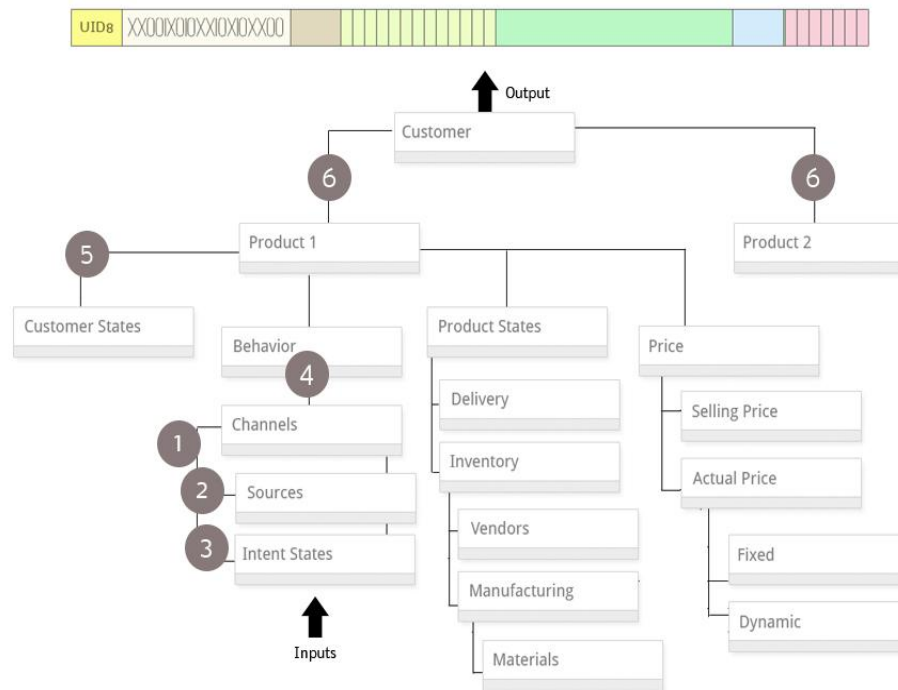 UID8 XXOOIXOIOXXIOXIOXXOO
Output
Customer
6
6
Product 1
Product 2
5
Customer States
Behavior
Product States
Price
4
Delivery
Selling Price
Channels
1
Inventory
Actual Price
2
Sources
Vendors
3
Intent States
Fixed
Manufacturing
Dynamic
Inputs
Materials